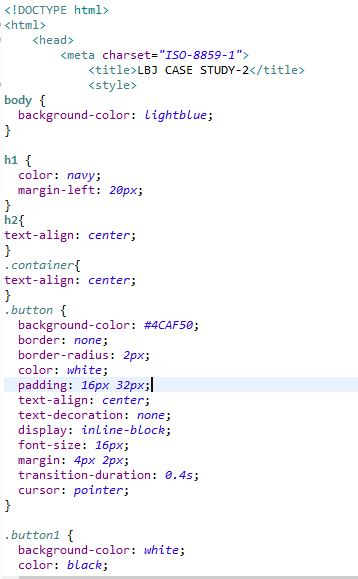 <!DOCTYPE html>
<html>
<head>
<meta charset="ISO-8859-1">
<title>LBJ CASE STUDY-2</title>
<style>
body {
background-color: lightblue;
}
h1 {
color: navy;
margin-left: 20px;
}
h2{
text-align: center;
}
.container{
text-align: center;
}
.button {
background-color: #4CAF50;
border: none;
border-radius: 2px;
color: white;
padding: 16px 32px;
text-align: center;
text-decoration: none;
display: inline-block;
font-size: 16px;
margin: 4px 2px;
transition-duration: 0.4s;
cursor: pointer;
}
.button1 {
background-color: white;
color: black;